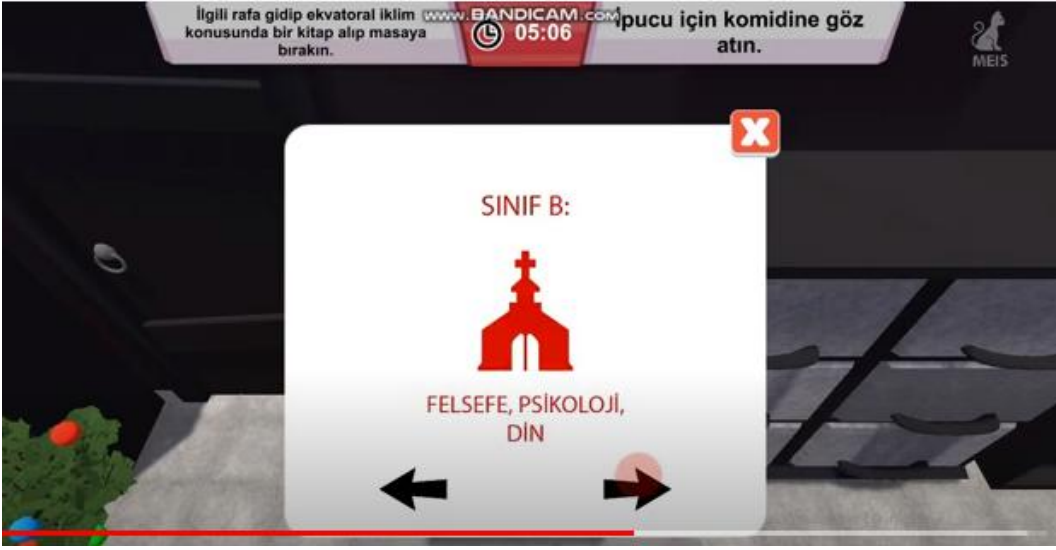 İlgili rafa gidip ekvatoral iklim
konusunda bir kitap alıp masaya
bırakın.
www.BANDICAM.com
05:06
İpucu için komidine göz
atın.
MEIS
SINIF B:
FELSEFE, PSİKOLOJİ,
DİN